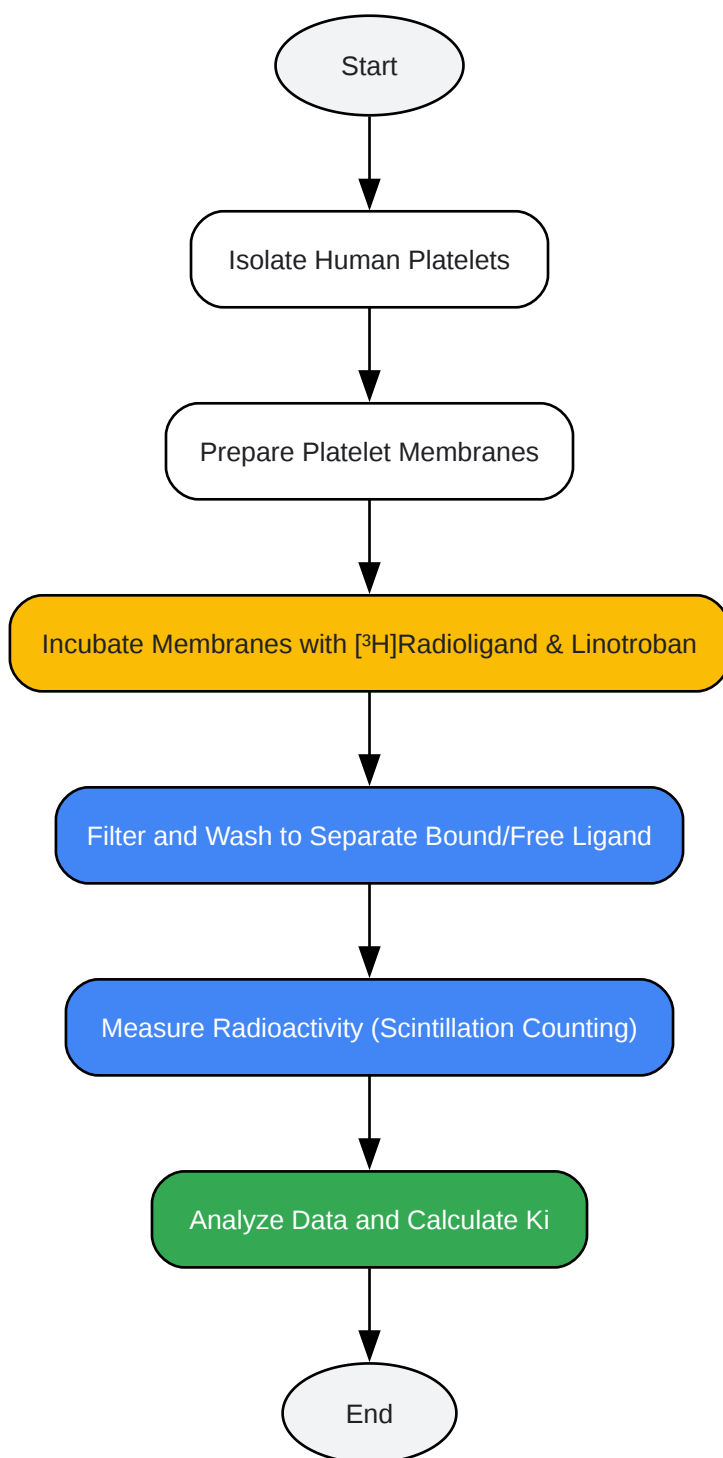 Start
Isolate Human Platelets
Prepare Platelet Membranes
Incubate Membranes with [³H]Radioligand & Linotroban
Filter and Wash to Separate Bound/Free Ligand
Measure Radioactivity (Scintillation Counting)
Analyze Data and Calculate Ki
End